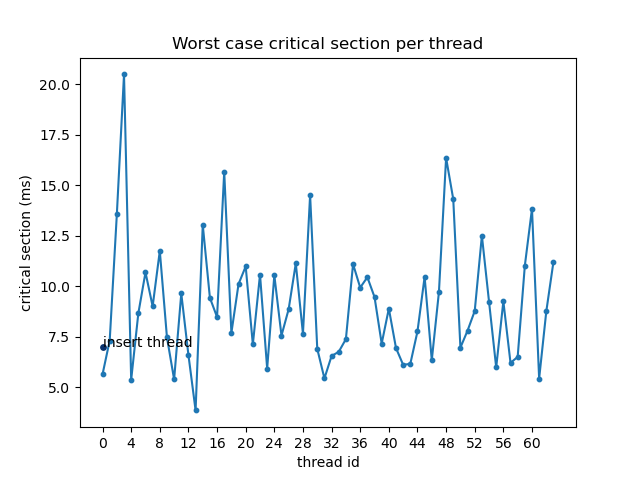 Worst case critical section per thread
20.0
17.5
15.0
12.5
10.0
7.5
5.0
critical section (ms)
insert thread
0 4 8 12 16 20 24 28 32 36 40 44 48 52 56 60
thread id